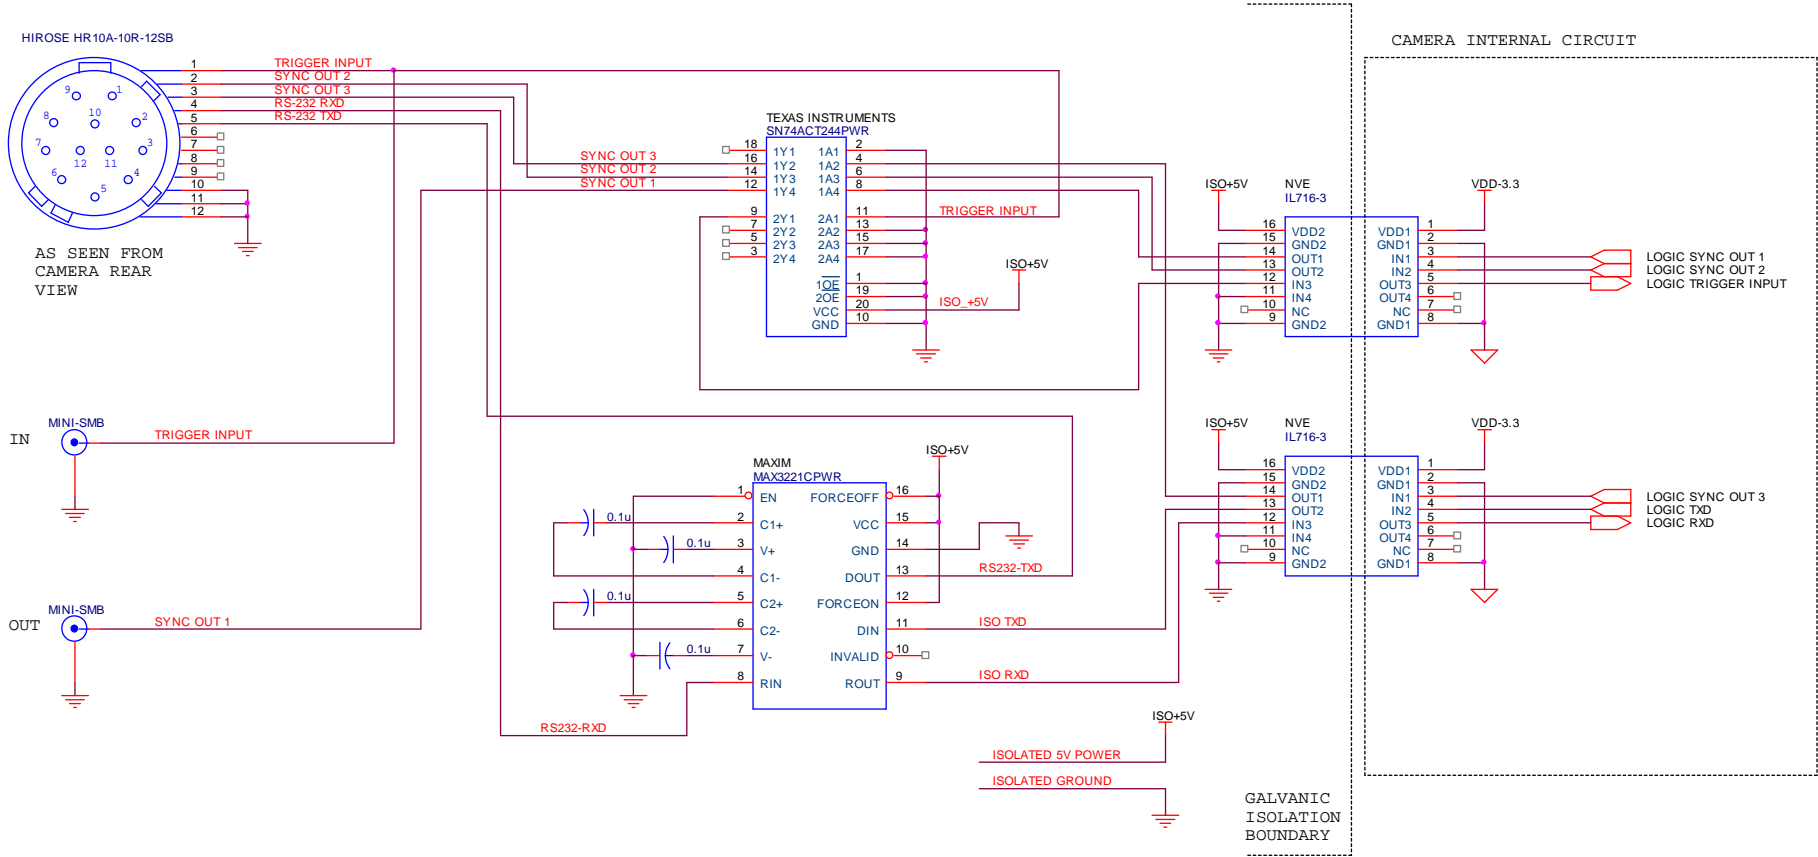 HIROSE HR10A-10R-12SB
9
1
8
10
2
7
12
11
3
6
4
5
1
2
3
4
5
6
7
8
9
10
11
12
TRIGGER INPUT
SYNC OUT 2
SYNC OUT 3
RS-232 RXD
RS-232 TXD
AS SEEN FROM
CAMERA REAR
VIEW
IN
MINI-SMB
TRIGGER INPUT
OUT
MINI-SMB
SYNC OUT 1
TEXAS INSTRUMENTS
SN74ACT244PWR
SYNC OUT 3
SYNC OUT 2
SYNC OUT 1
18 1Y1 1A1 2
16 1Y2 1A2 4
14 1Y3 1A3 6
12 1Y4 1A4 8
9 2Y1 2A1 11
7 2Y2 2A2 13
5 2Y3 2A3 15
3 2Y4 2A4 17
1OE 1
2OE 19
VCC 20
GND 10
TRIGGER INPUT
ISO+5V
ISO_+5V
MAXIM
MAX3221CPWR
ISO+5V
1 EN FORCEOFF 16
0.1u 2 C1+ VCC 15
0.1u 3 V+ GND 14
4 C1- DOUT 13 RS232-TXD
0.1u 5 C2+ FORCEON 12
6 C2- DIN 11 ISO TXD
0.1u 7 V- INVALID 10
8 RIN ROUT 9 ISO RXD
RS232-RXD
ISO+5V
ISOLATED 5V POWER
ISOLATED GROUND
GALVANIC
ISOLATION
BOUNDARY
CAMERA INTERNAL CIRCUIT
ISO+5V
NVE
IL716-3
VDD-3.3
16 VDD2 VDD1 1
15 GND2 GND1 2
14 OUT1 IN1 3 LOGIC SYNC OUT 1
13 OUT2 IN2 4 LOGIC SYNC OUT 2
12 IN3 OUT3 5 LOGIC TRIGGER INPUT
11 IN4 OUT4 6
10 NC NC 7
9 GND2 GND1 8
ISO+5V
NVE
IL716-3
VDD-3.3
16 VDD2 VDD1 1
15 GND2 GND1 2
14 OUT1 IN1 3 LOGIC SYNC OUT 3
13 OUT2 IN2 4 LOGIC TXD
12 IN3 OUT3 5 LOGIC RXD
11 IN4 OUT4 6
10 NC NC 7
9 GND2 GND1 8